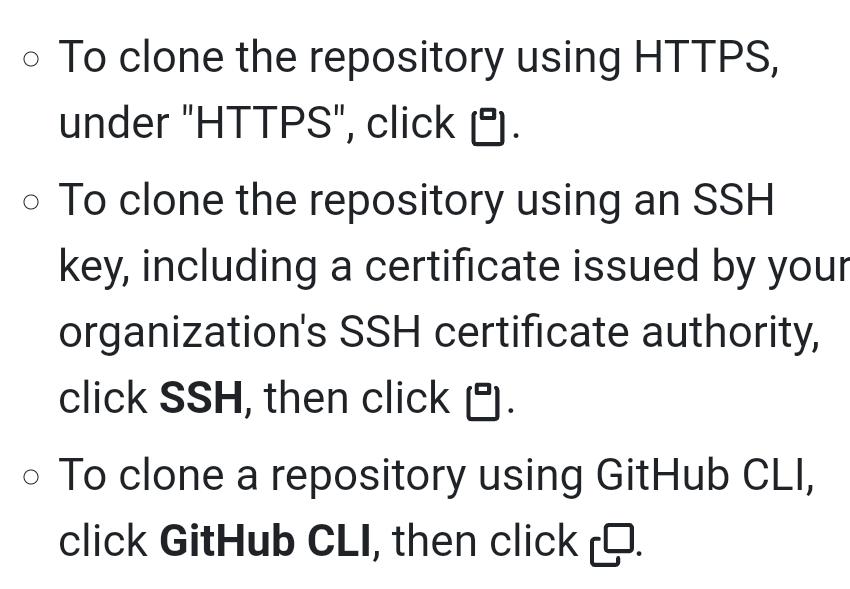 To clone the repository using HTTPS,
under "HTTPS", click .
To clone the repository using an SSH
key, including a certificate issued by your
organization's SSH certificate authority,
click SSH, then click .
To clone a repository using GitHub CLI,
click GitHub CLI, then click .